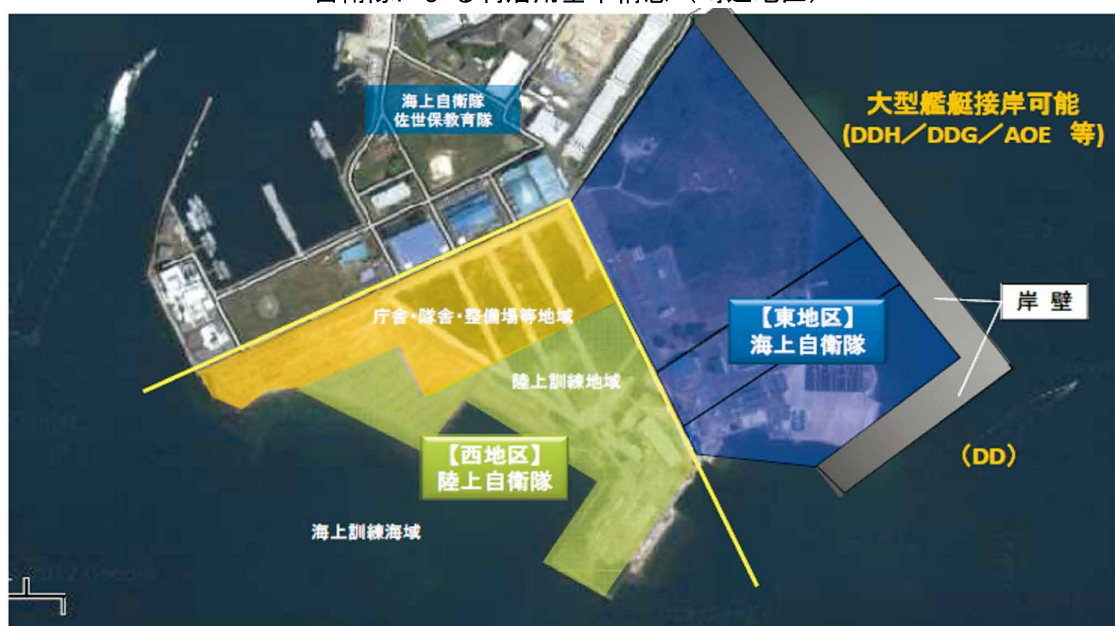 海上自衛隊
佐世保教育隊
大型艦艇接岸可能
(DDH／DDG／AOE 等)
岸 壁
庁舎・隊舎・整備場等地域
【東地区】
海上自衛隊
陸上訓練地域
【西地区】
陸上自衛隊
（DD）
海上訓練海域